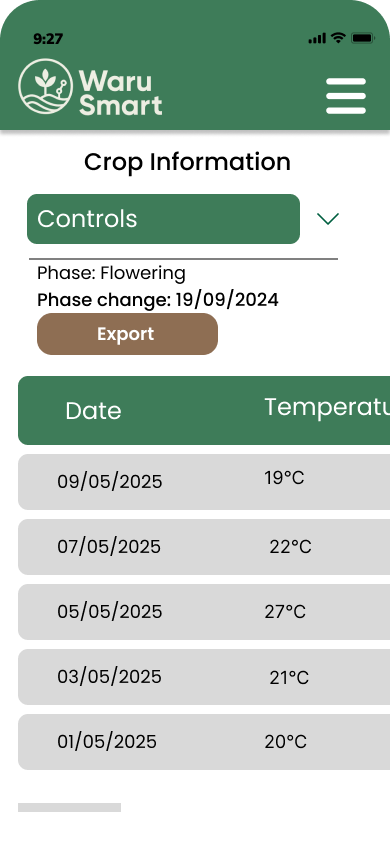 9:27
Waru
Smart
Crop Information
Controls
Phase: Flowering
Phase change: 19/09/2024
Export
Date Temperatu
09/05/2025 19°C
07/05/2025 22°C
05/05/2025 27°C
03/05/2025 21°C
01/05/2025 20°C